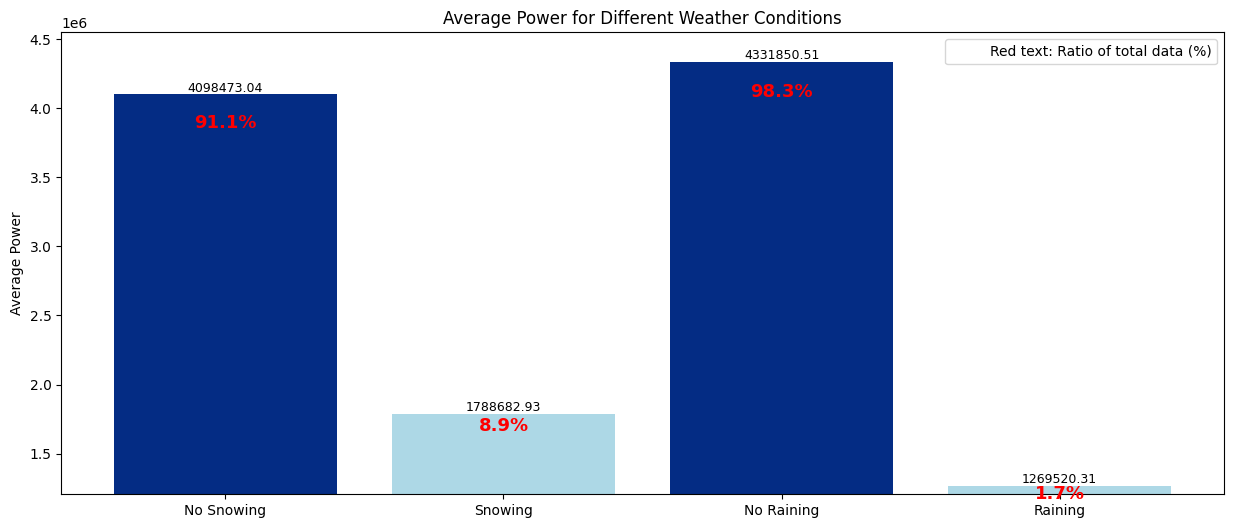 Average Power for Different Weather Conditions
1e6
Red text: Ratio of total data (%)
4.5
4.0
3.5
3.0
2.5
2.0
1.5
Average Power
4098473.04
91.1%
1788682.93
8.9%
4331850.51
98.3%
1269520.31
1.7%
No Snowing
Snowing
No Raining
Raining